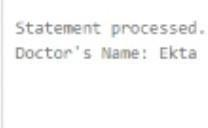 Statement processed.
Doctor's Name: Ekta